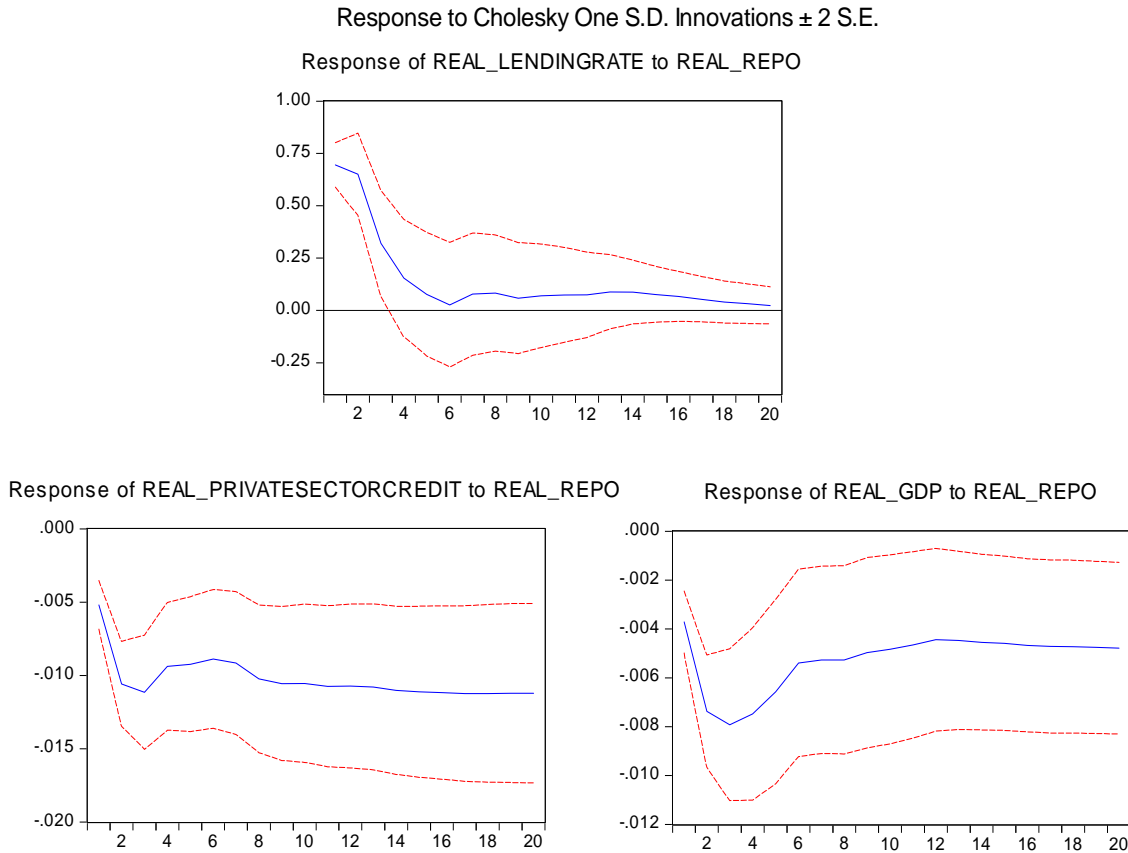 Response to Cholesky One S.D. Innovations ± 2 S.E.
Response of REAL_LENDINGRATE to REAL_REPO
1.00
0.75
0.50
0.25
0.00
-0.25
2 4 6 8 10 12 14 16 18 20
Response of REAL_PRIVATESECTORCREDIT to REAL_REPO
.000
-.005
-.010
-.015
-.020
2 4 6 8 10 12 14 16 18 20
Response of REAL_GDP to REAL_REPO
.000
-.002
-.004
-.006
-.008
-.010
-.012
2 4 6 8 10 12 14 16 18 20